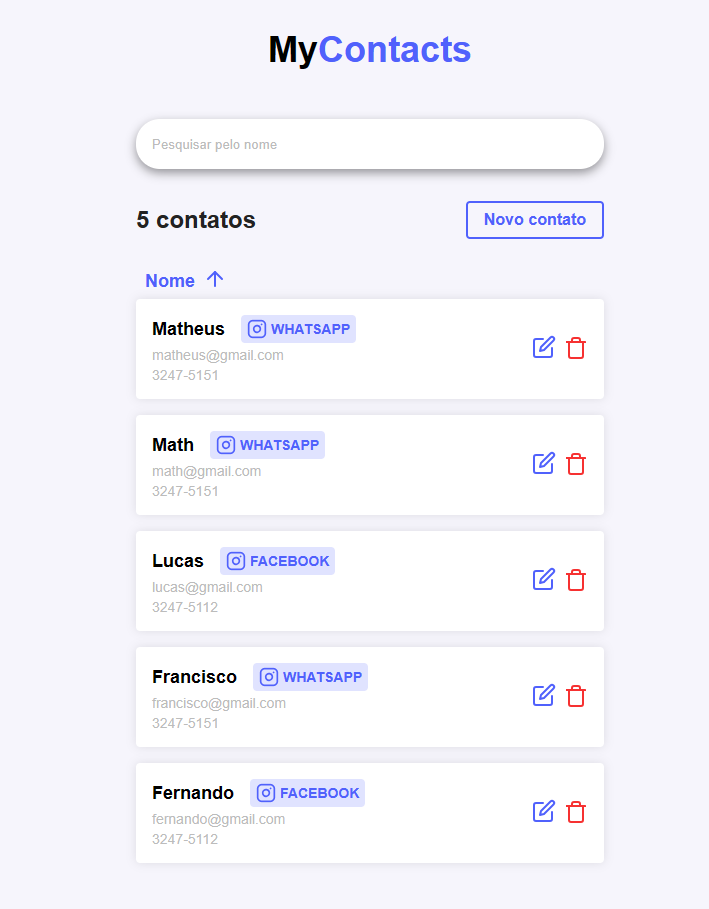 MyContacts
Pesquisar pelo nome
5 contatos
Novo contato
Nome
Matheus WHATSAPP
matheus@gmail.com
3247-5151
Math WHATSAPP
math@gmail.com
3247-5151
Lucas FACEBOOK
lucas@gmail.com
3247-5112
Francisco WHATSAPP
francisco@gmail.com
3247-5151
Fernando FACEBOOK
fernando@gmail.com
3247-5112